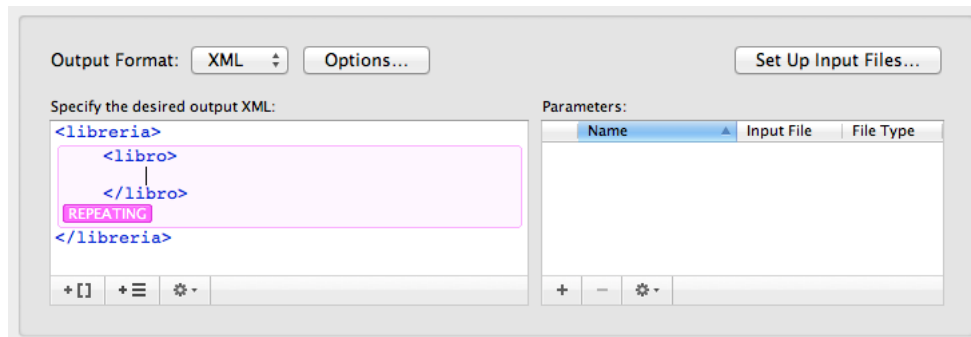 Output Format: XML Options... Set Up Input Files...
Specify the desired output XML:
<libreria>
<libro>
</libro>
REPEATING
</libreria>
Parameters:
Name Input File File Type